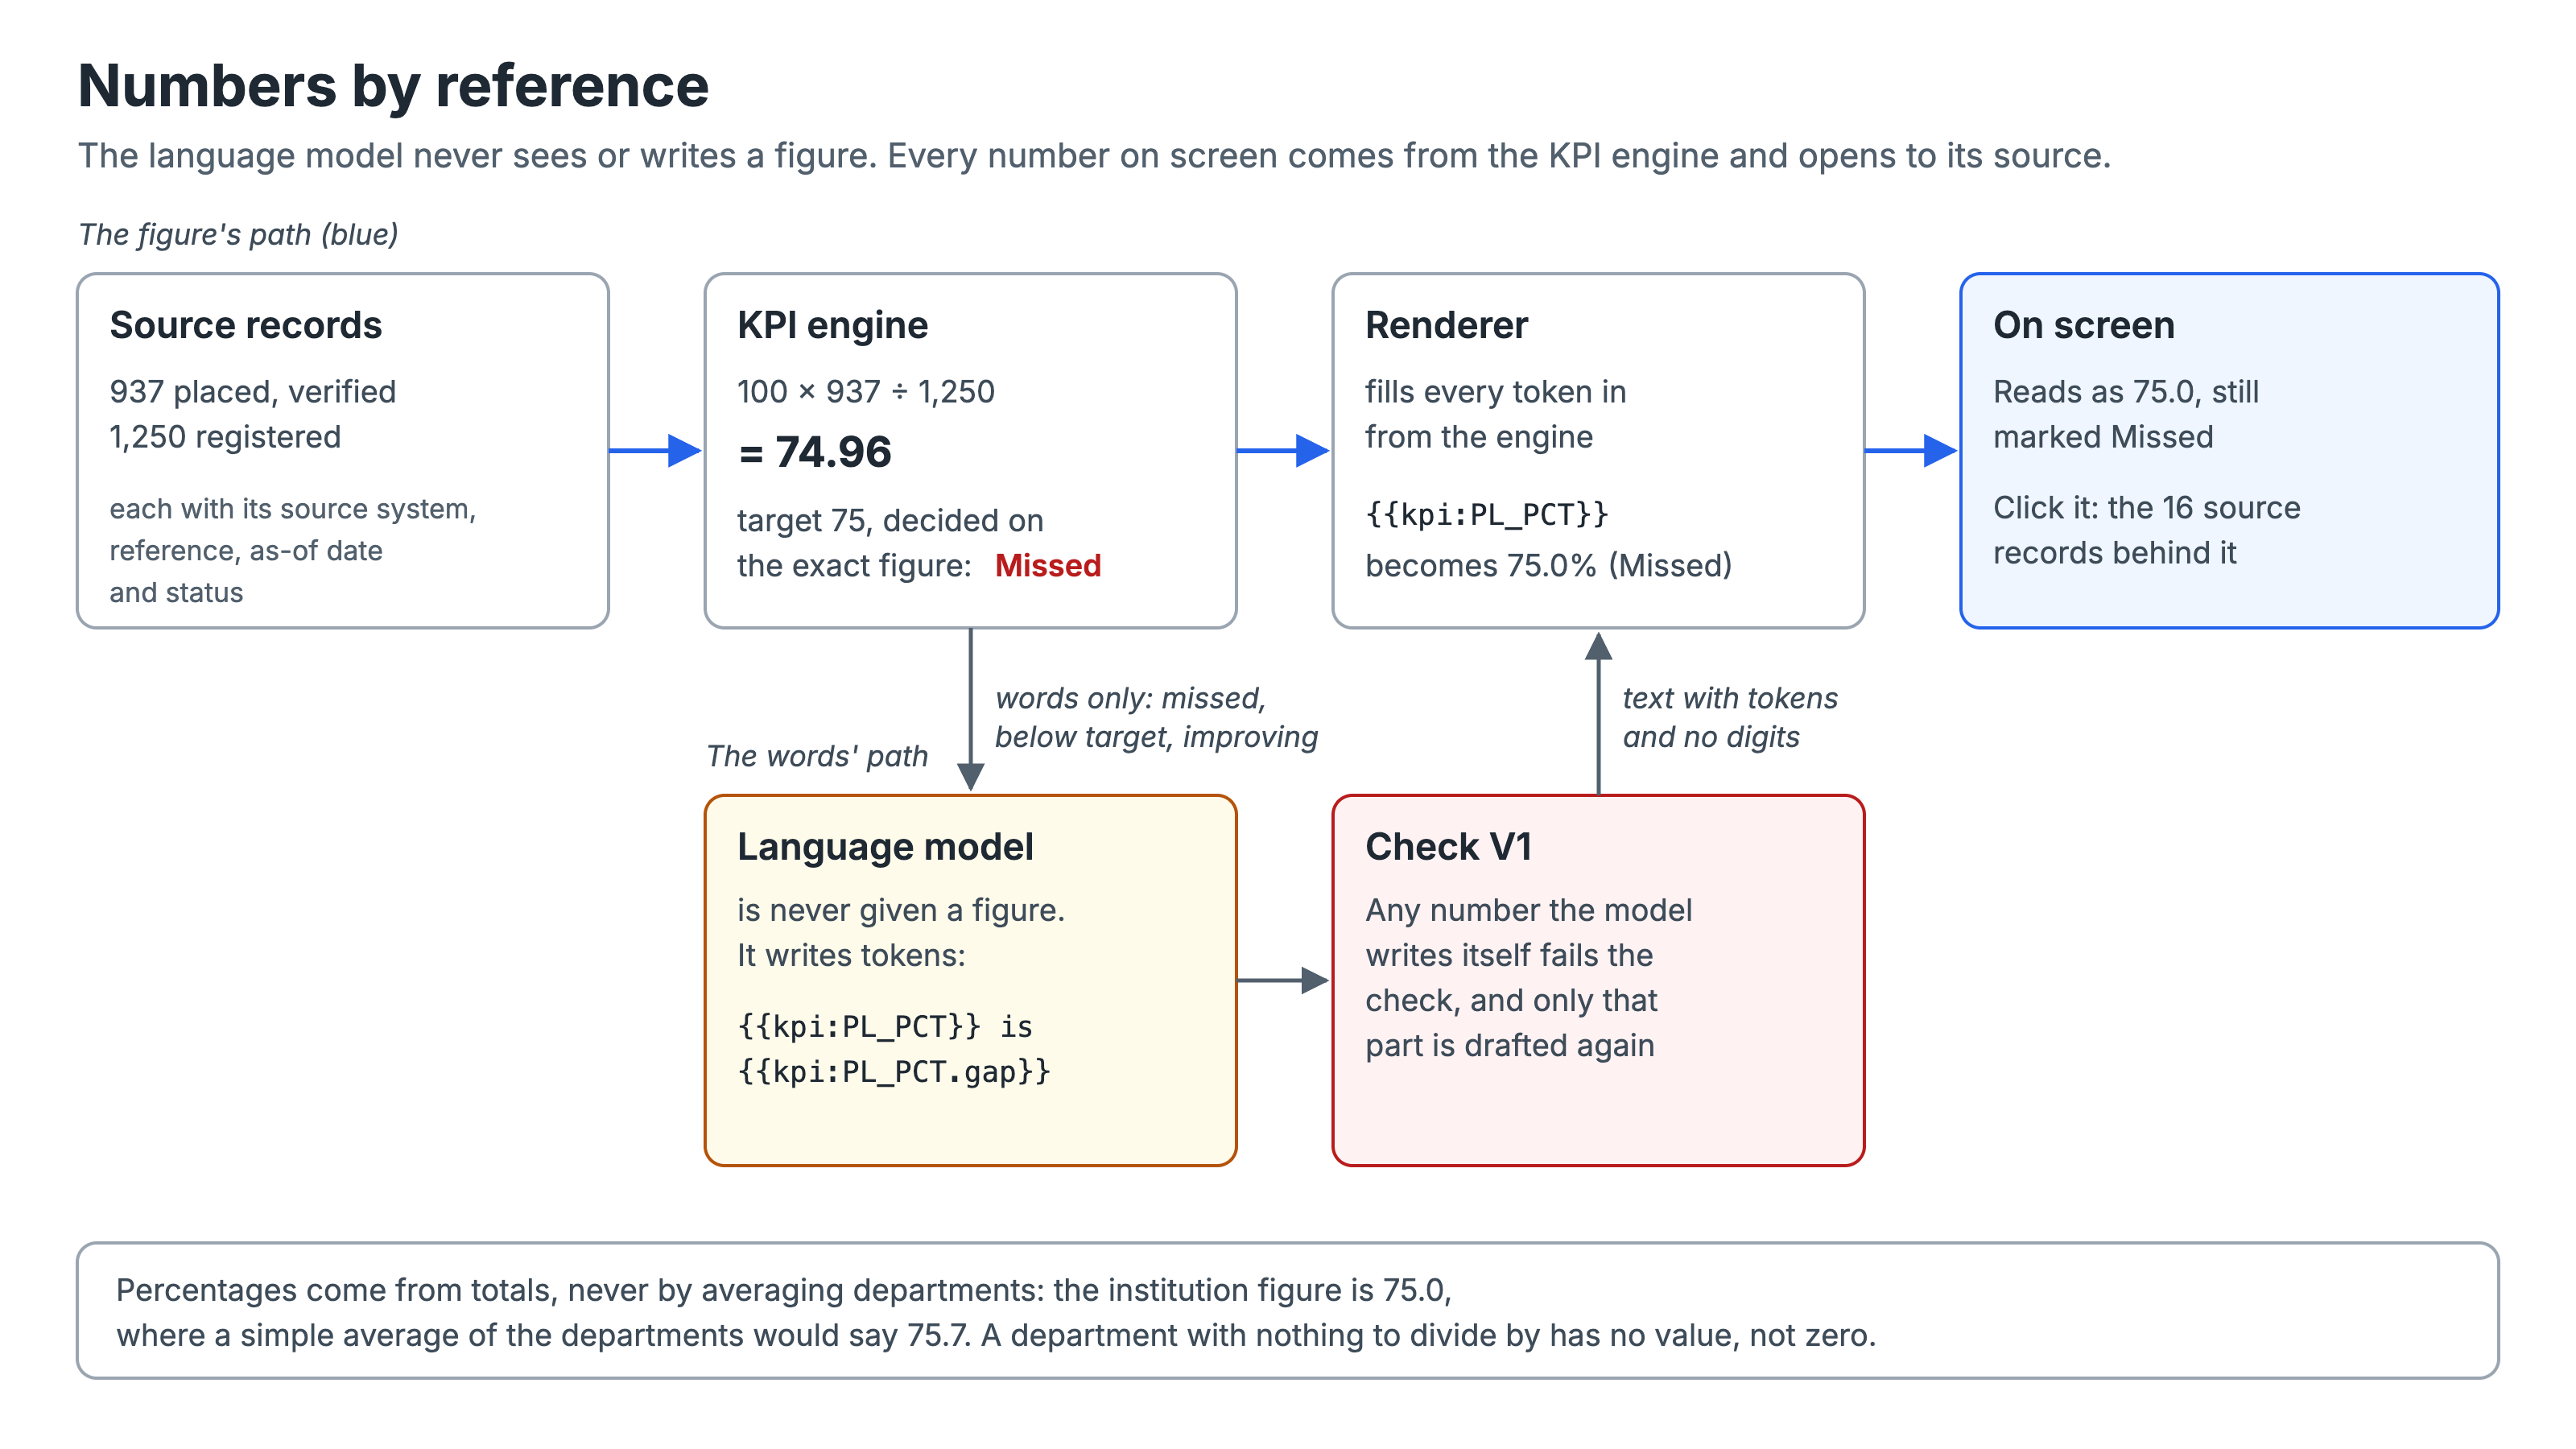 Numbers by reference
The language model never sees or writes a figure. Every number on screen comes from the KPI engine and opens to its source.
The figure's path (blue)
Source records
937 placed, verified
1,250 registered
each with its source system,
reference, as-of date
and status
KPI engine
100 × 937 ÷ 1,250
= 74.96
target 75, decided on
the exact figure: Missed
Renderer
fills every token in
from the engine
{{kpi:PL_PCT}}
becomes 75.0% (Missed)
On screen
Reads as 75.0, still
marked Missed
Click it: the 16 source
records behind it
words only: missed,
below target, improving
text with tokens
and no digits
The words' path
Language model
is never given a figure.
It writes tokens:
{{kpi:PL_PCT}} is
{{kpi:PL_PCT.gap}}
Check V1
Any number the model
writes itself fails the
check, and only that
part is drafted again
Percentages come from totals, never by averaging departments: the institution figure is 75.0,
where a simple average of the departments would say 75.7. A department with nothing to divide by has no value, not zero.